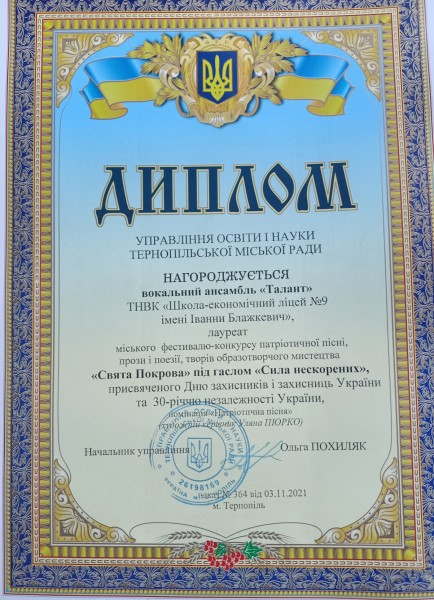 ДИПЛОМ
УПРАВЛІННЯ ОСВІТИ І НАУКИ
ТЕРНОПІЛЬСЬКОЇ МІСЬКОЇ РАДИ
НАГОРОДЖУЄТЬСЯ
вокальний ансамбль «Талант»
ТНВК «Школа-економічний ліцей №9
імені Іванни Блажкевич»,
лауреат
міського фестивалю-конкурсу патріотичної пісні,
прози і поезії, творів образотворчого мистецтва
«Свята Покрова» під гаслом «Сила нескорених»,
присвяченого Дню захисників і захисниць України
та 30-річчю незалежності України,
номінація «Патріотична пісня»
(художній керівник Уляна ПЮРКО)
Начальник управління Ольга ПОХИЛЯК
26198169
наказ № 364 від 03.11.2021
м. Тернопіль